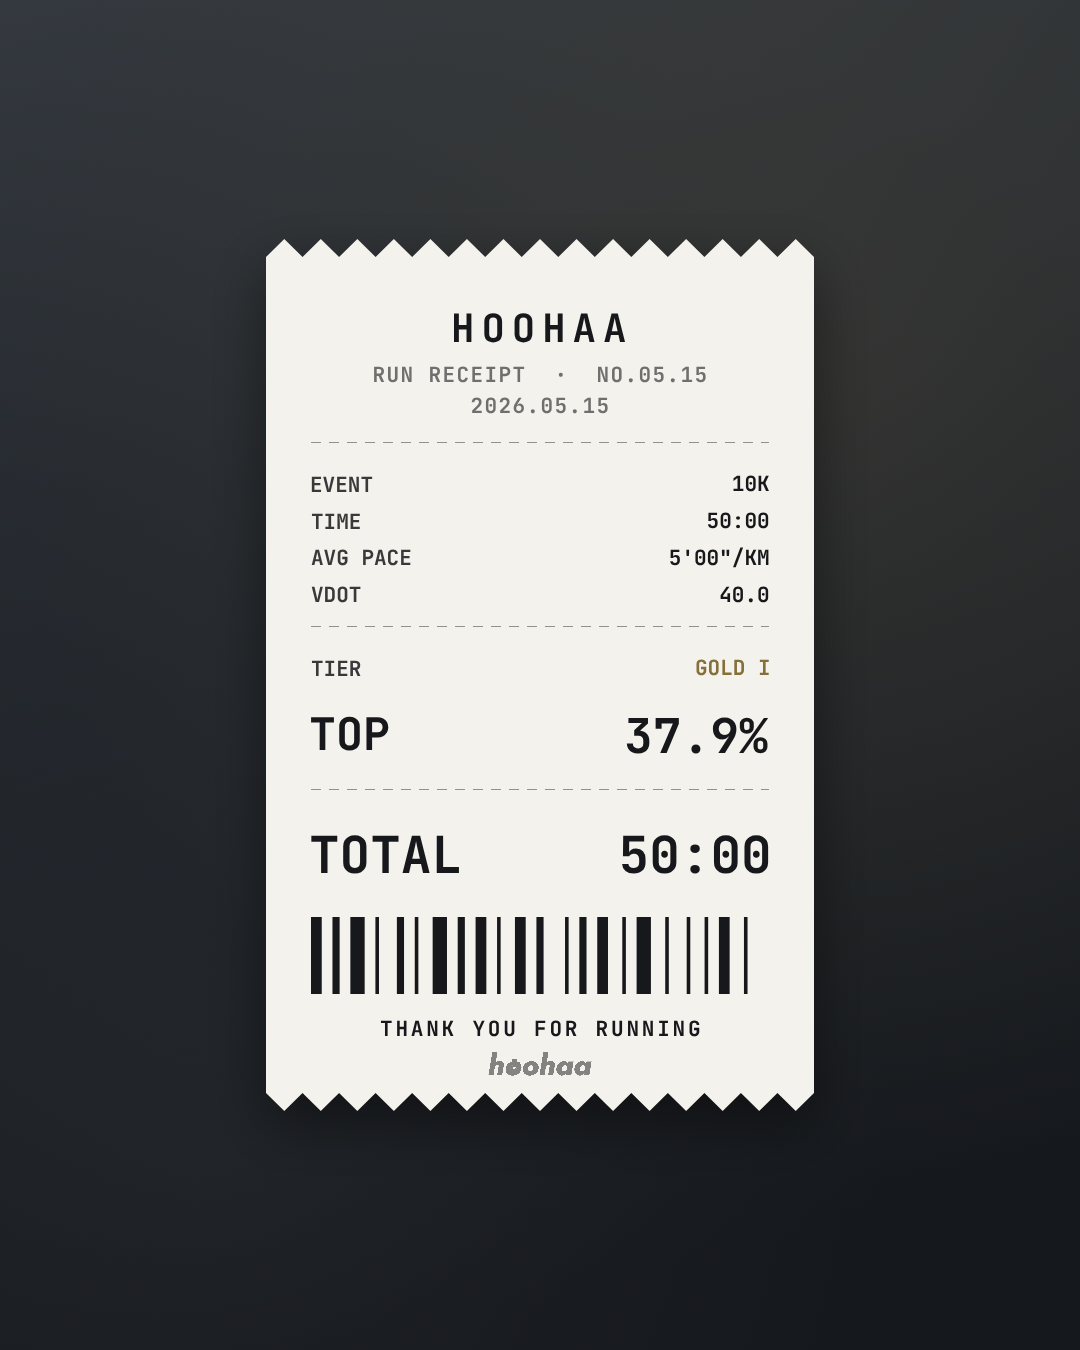 HOOHAA
RUN RECEIPT · NO.05.15
2026.05.15
EVENT 10K
TIME 50:00
AVG PACE 5'00"/KM
VDOT 40.0
TIER GOLD I
TOP 37.9%
TOTAL 50:00
THANK YOU FOR RUNNING
hoohaa